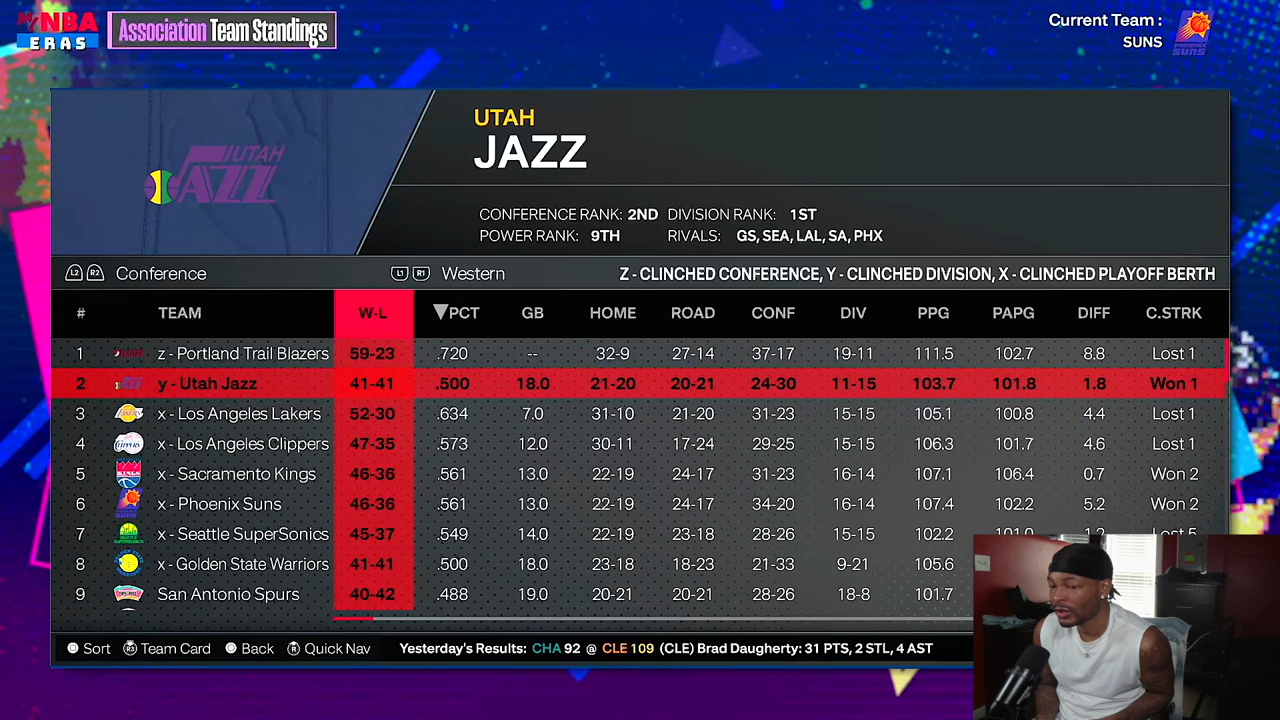 MyNBA ERAS
Association Team Standings
Current Team :
SUNS
PHOENIX SUNS
UTAH JAZZ
UTAH
JAZZ
CONFERENCE RANK: 2ND DIVISION RANK: 1ST
POWER RANK: 9TH RIVALS: GS, SEA, LAL, SA, PHX
L2 R2 Conference L1 R1 Western Z - CLINCHED CONFERENCE, Y - CLINCHED DIVISION, X - CLINCHED PLAYOFF BERTH
# TEAM W-L PCT GB HOME ROAD CONF DIV PPG PAPG DIFF C.STRK
1 z - Portland Trail Blazers 59-23 .720 -- 32-9 27-14 37-17 19-11 111.5 102.7 8.8 Lost 1
2 y - Utah Jazz 41-41 .500 18.0 21-20 20-21 24-30 11-15 103.7 101.8 1.8 Won 1
3 x - Los Angeles Lakers 52-30 .634 7.0 31-10 21-20 31-23 15-15 105.1 100.8 4.4 Lost 1
4 x - Los Angeles Clippers 47-35 .573 12.0 30-11 17-24 29-25 15-15 106.3 101.7 4.6 Lost 1
5 x - Sacramento Kings 46-36 .561 13.0 22-19 24-17 31-23 16-14 107.1 106.4 0.7 Won 2
6 x - Phoenix Suns 46-36 .561 13.0 22-19 24-17 34-20 16-14 107.4 102.2 5.2 Won 2
7 x - Seattle SuperSonics 45-37 .549 14.0 22-19 23-18 28-26 15-15 102.2
8 x - Golden State Warriors 41-41 .500 18.0 23-18 18-23 21-33 9-21 105.6
9 San Antonio Spurs 40-42 .488 19.0 20-21 20-21 28-26 18-8 101.7
Sort R3 Team Card Back R Quick Nav Yesterday's Results: CHA 92 @ CLE 109 (CLE) Brad Daugherty: 31 PTS, 2 STL, 4 AST